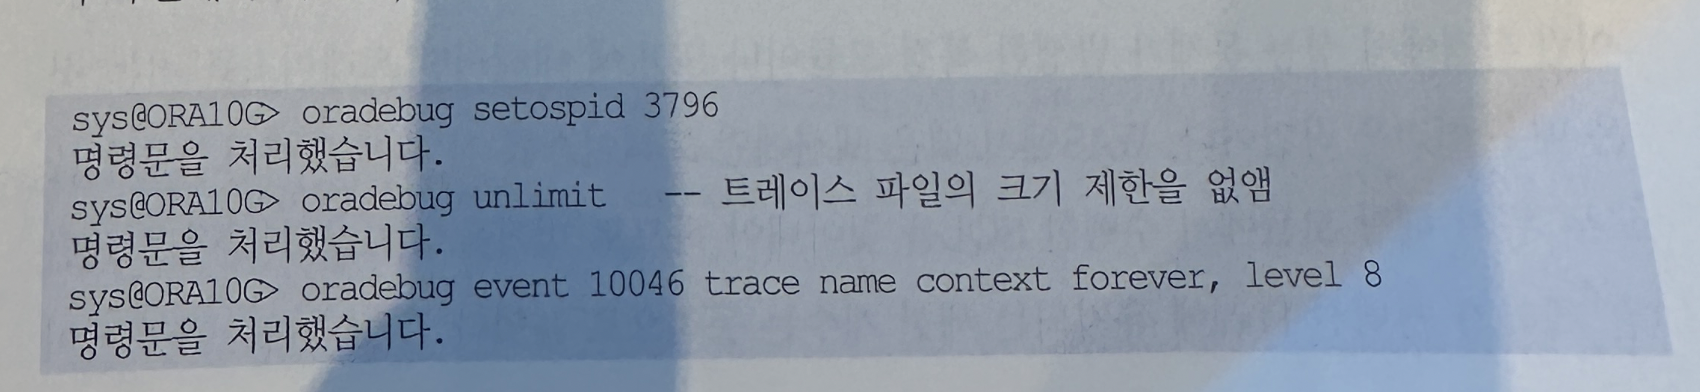 sys@ORA10G> oradebug setospid 3796
명령문을 처리했습니다.
sys@ORA10G> oradebug unlimit -- 트레이스 파일의 크기 제한을 없앰
명령문을 처리했습니다.
sys@ORA10G> oradebug event 10046 trace name context forever, level 8
명령문을 처리했습니다.